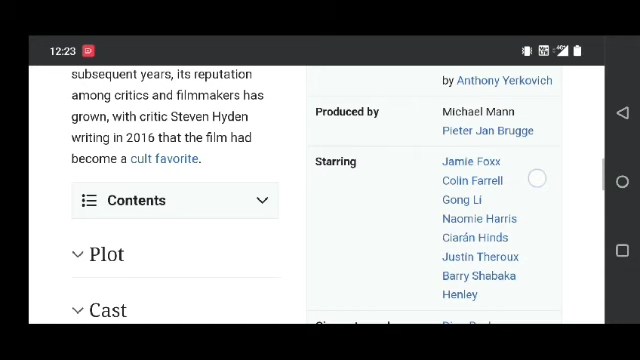 12:23
subsequent years, its reputation
among critics and filmmakers has
grown, with critic Steven Hyden
writing in 2016 that the film had
become a cult favorite.
Contents
Plot
Cast
by Anthony Yerkovich
Produced by
Michael Mann
Pieter Jan Brugge
Starring
Jamie Foxx
Colin Farrell
Gong Li
Naomie Harris
Ciarán Hinds
Justin Theroux
Barry Shabaka
Henley